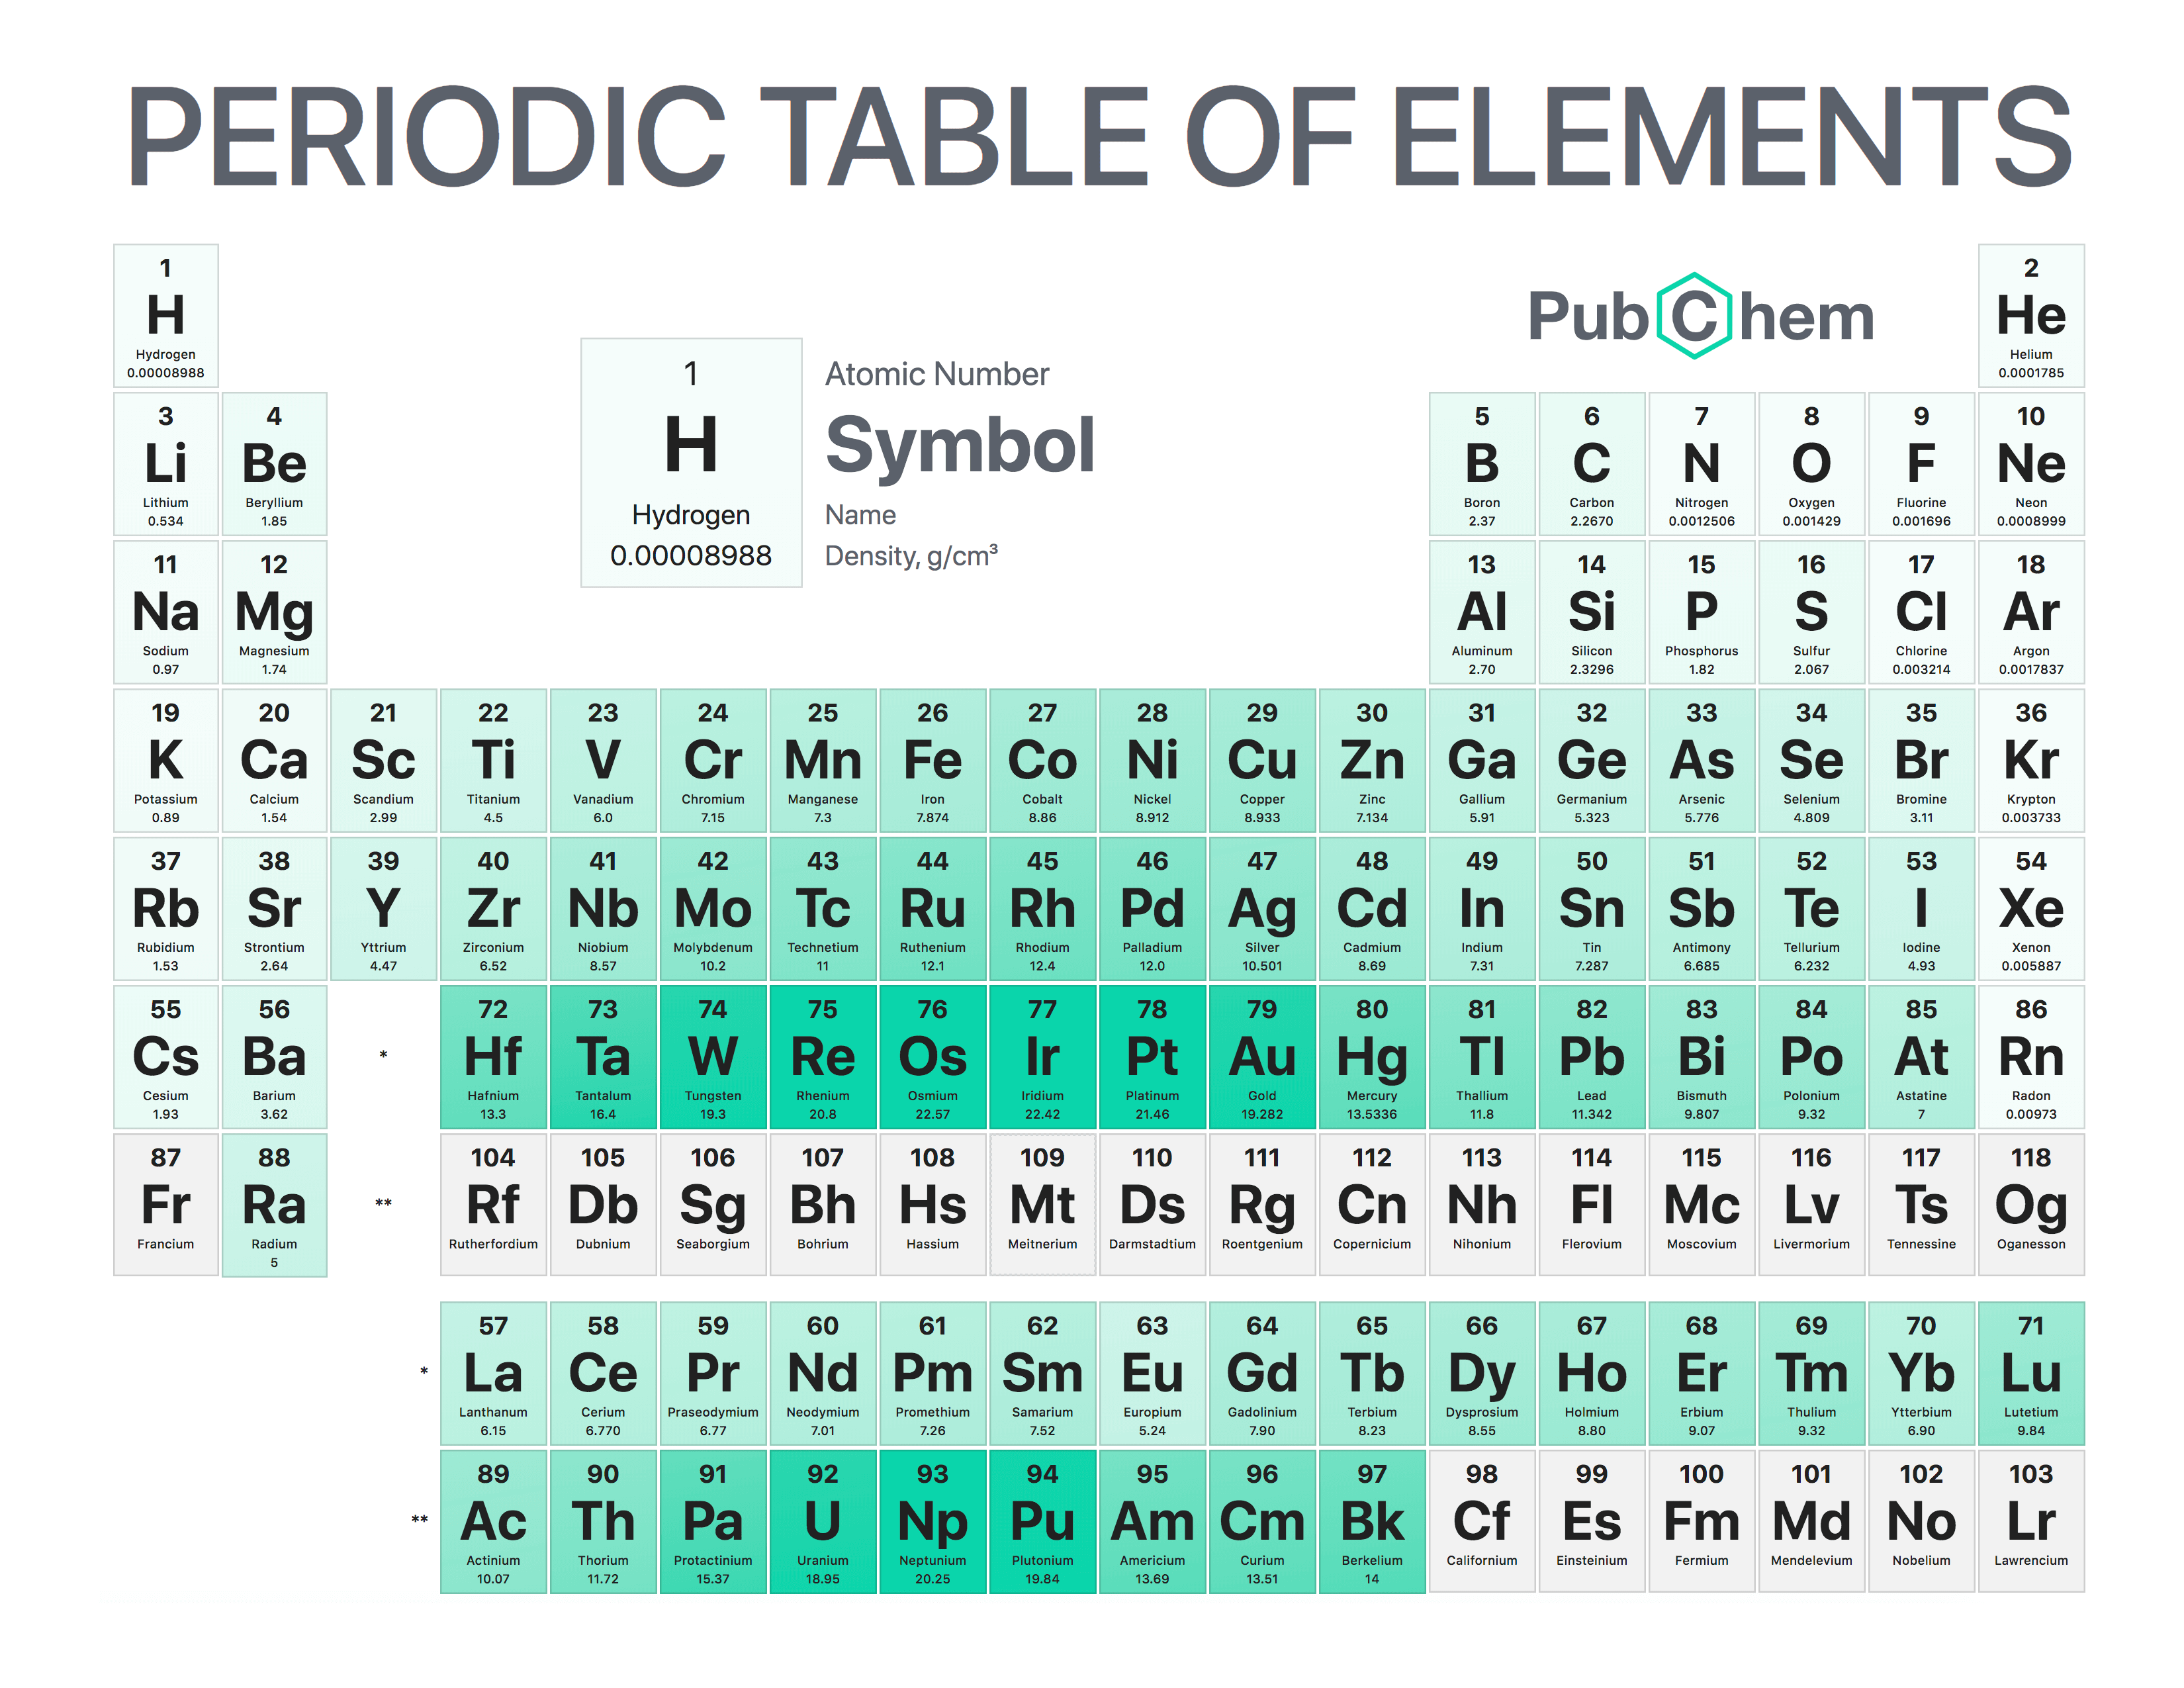 PERIODIC TABLE OF ELEMENTS
1
H
Hydrogen
0.00008988
1
H
Hydrogen
0.00008988
Atomic Number
Symbol
Name
Density, g/cm³
PubChem
2
He
Helium
0.0001785
3 4 5 6 7 8 9 10
Li Be B C N O F Ne
Lithium Beryllium Boron Carbon Nitrogen Oxygen Fluorine Neon
0.534 1.85 2.37 2.2670 0.0012506 0.001429 0.001696 0.0008999
11 12 13 14 15 16 17 18
Na Mg Al Si P S Cl Ar
Sodium Magnesium Aluminum Silicon Phosphorus Sulfur Chlorine Argon
0.97 1.74 2.70 2.3296 1.82 2.067 0.003214 0.0017837
19 20 21 22 23 24 25 26 27 28 29 30 31 32 33 34 35 36
K Ca Sc Ti V Cr Mn Fe Co Ni Cu Zn Ga Ge As Se Br Kr
Potassium Calcium Scandium Titanium Vanadium Chromium Manganese Iron Cobalt Nickel Copper Zinc Gallium Germanium Arsenic Selenium Bromine Krypton
0.89 1.54 2.99 4.5 6.0 7.15 7.3 7.874 8.86 8.912 8.933 7.134 5.91 5.323 5.776 4.809 3.11 0.003733
37 38 39 40 41 42 43 44 45 46 47 48 49 50 51 52 53 54
Rb Sr Y Zr Nb Mo Tc Ru Rh Pd Ag Cd In Sn Sb Te I Xe
Rubidium Strontium Yttrium Zirconium Niobium Molybdenum Technetium Ruthenium Rhodium Palladium Silver Cadmium Indium Tin Antimony Tellurium Iodine Xenon
1.53 2.64 4.47 6.52 8.57 10.2 11 12.1 12.4 12.0 10.501 8.69 7.31 7.287 6.685 6.232 4.93 0.005887
55 56 72 73 74 75 76 77 78 79 80 81 82 83 84 85 86
Cs Ba * Hf Ta W Re Os Ir Pt Au Hg Tl Pb Bi Po At Rn
Cesium Barium Hafnium Tantalum Tungsten Rhenium Osmium Iridium Platinum Gold Mercury Thallium Lead Bismuth Polonium Astatine Radon
1.93 3.62 13.3 16.4 19.3 20.8 22.57 22.42 21.46 19.282 13.5336 11.8 11.342 9.807 9.32 7 0.00973
87 88 104 105 106 107 108 109 110 111 112 113 114 115 116 117 118
Fr Ra ** Rf Db Sg Bh Hs Mt Ds Rg Cn Nh Fl Mc Lv Ts Og
Francium Radium Rutherfordium Dubnium Seaborgium Bohrium Hassium Meitnerium Darmstadtium Roentgenium Copernicium Nihonium Flerovium Moscovium Livermorium Tennessine Oganesson
5
57 58 59 60 61 62 63 64 65 66 67 68 69 70 71
* La Ce Pr Nd Pm Sm Eu Gd Tb Dy Ho Er Tm Yb Lu
Lanthanum Cerium Praseodymium Neodymium Promethium Samarium Europium Gadolinium Terbium Dysprosium Holmium Erbium Thulium Ytterbium Lutetium
6.15 6.770 6.77 7.01 7.26 7.52 5.24 7.90 8.23 8.55 8.80 9.07 9.32 6.90 9.84
89 90 91 92 93 94 95 96 97 98 99 100 101 102 103
** Ac Th Pa U Np Pu Am Cm Bk Cf Es Fm Md No Lr
Actinium Thorium Protactinium Uranium Neptunium Plutonium Americium Curium Berkelium Californium Einsteinium Fermium Mendelevium Nobelium Lawrencium
10.07 11.72 15.37 18.95 20.25 19.84 13.69 13.51 14